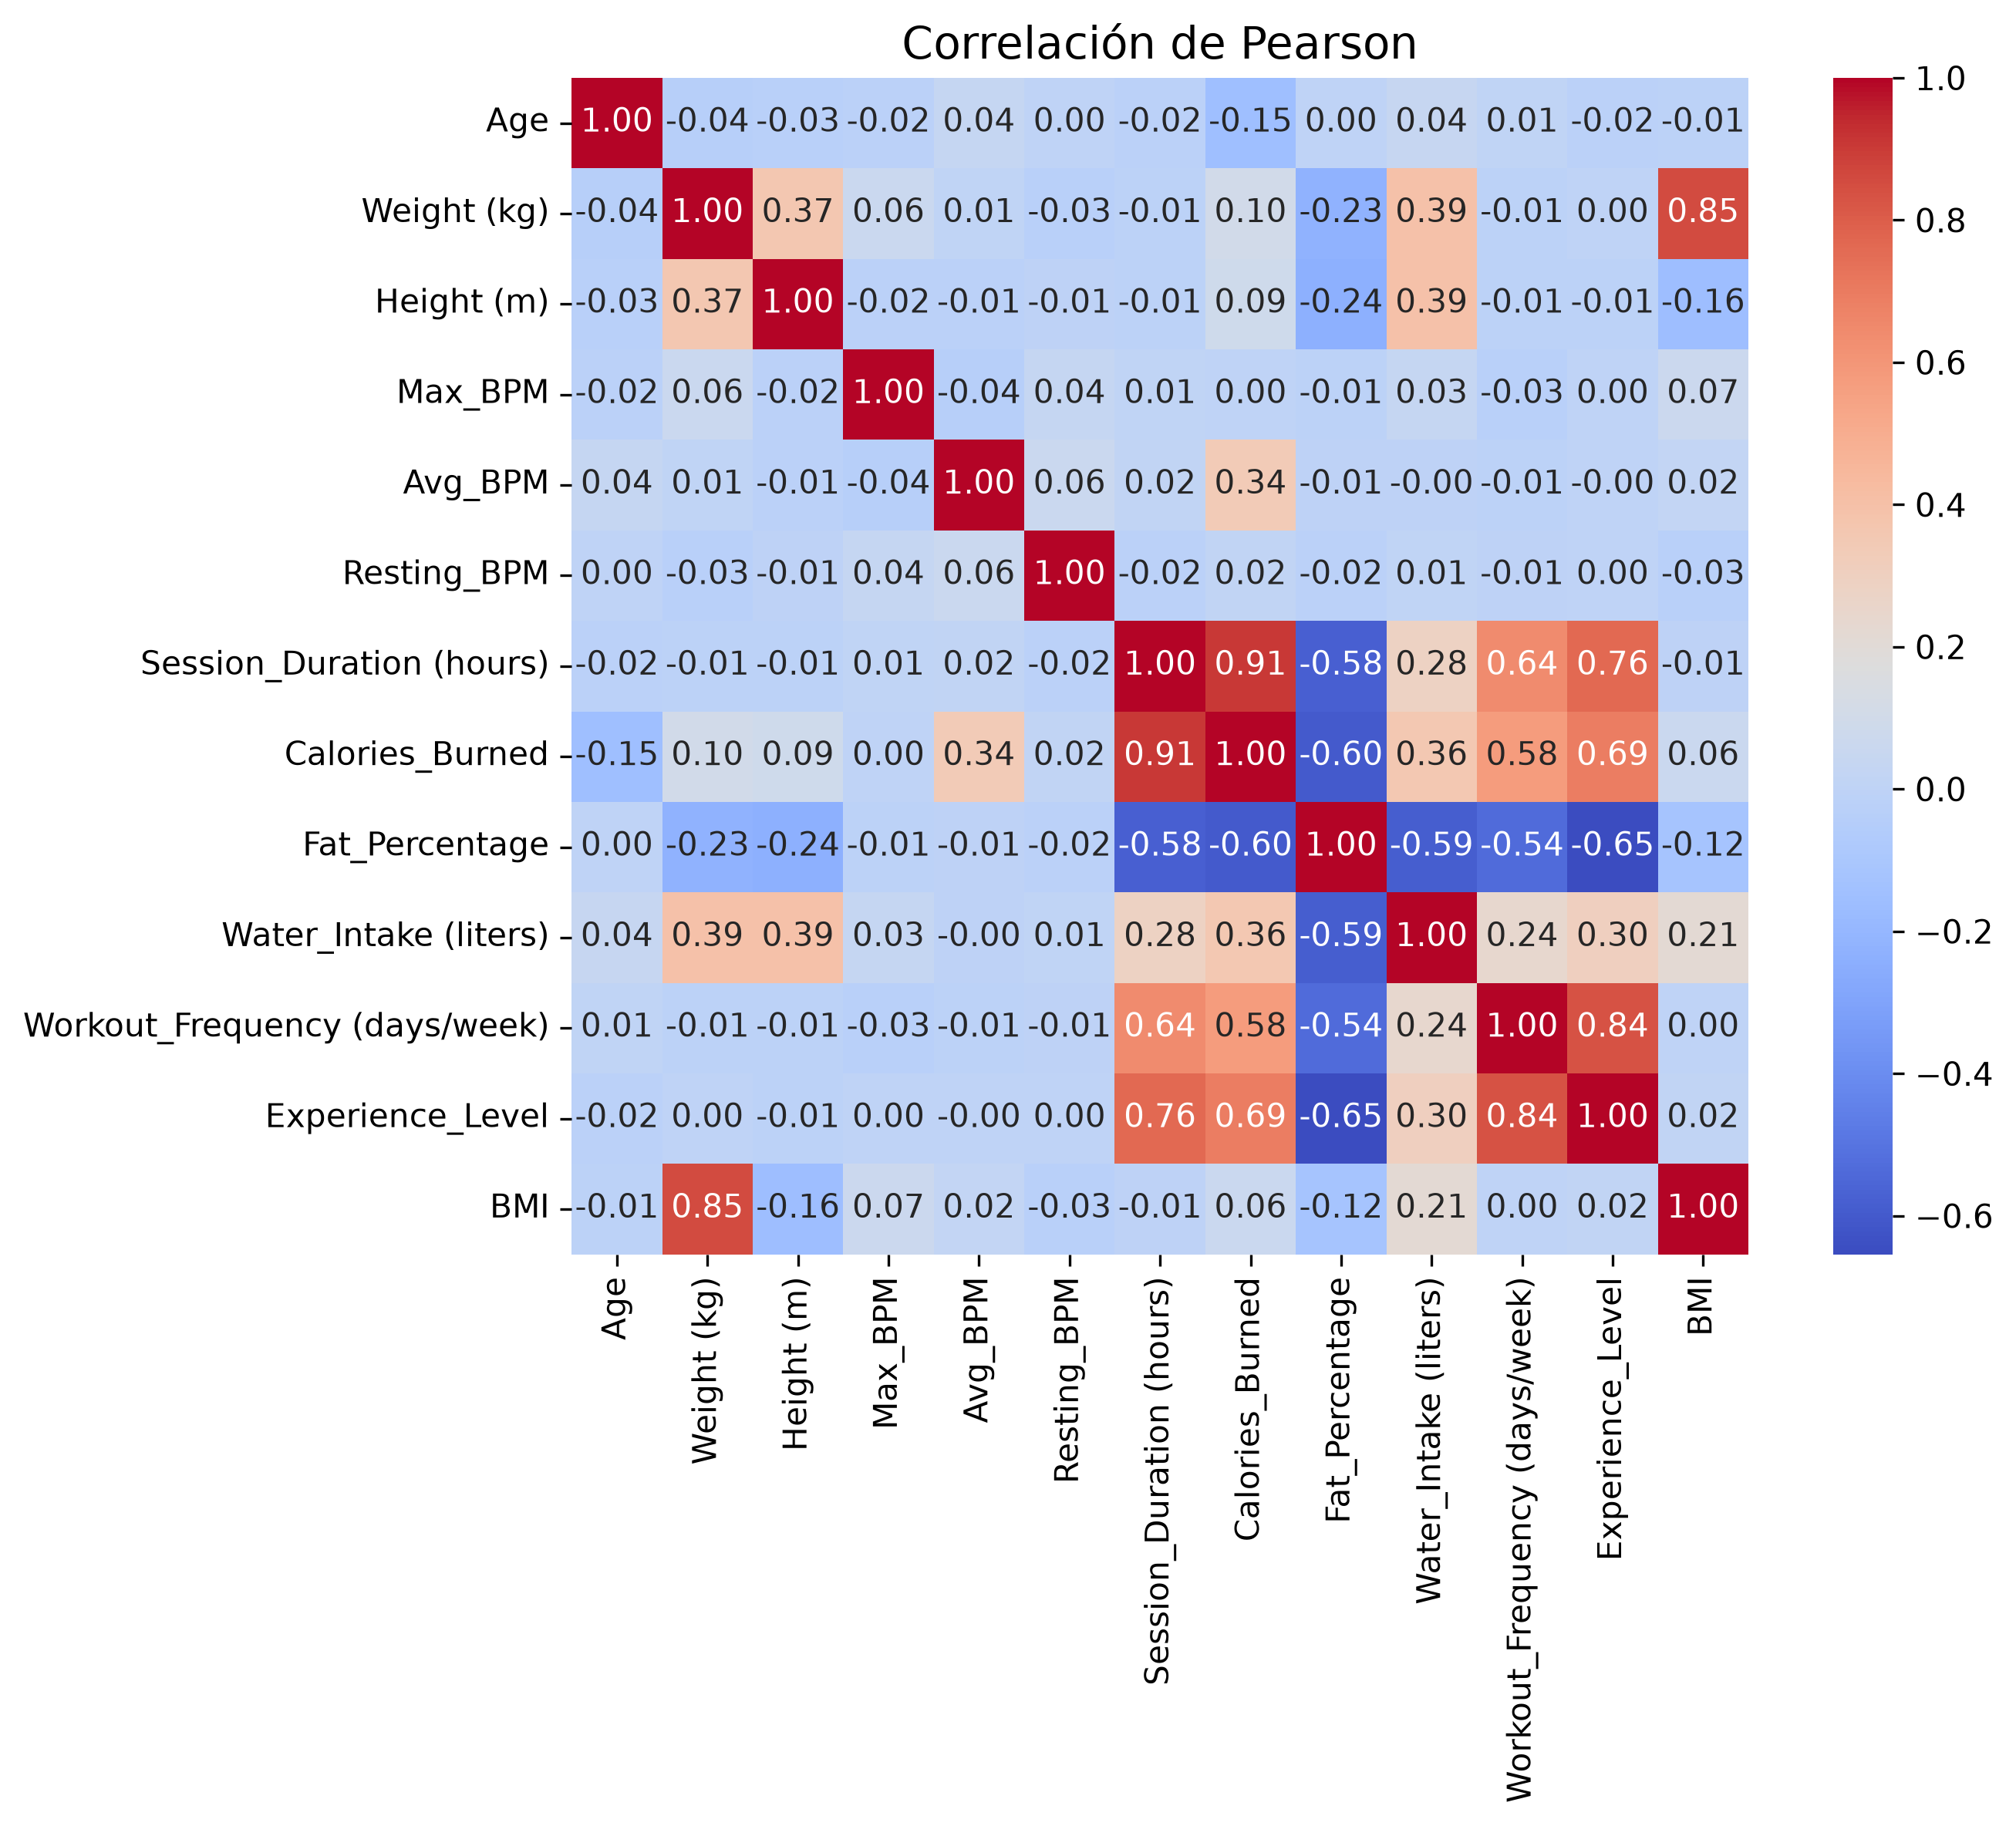 Correlación de Pearson
Age 1.00 -0.04 -0.03 -0.02 0.04 0.00 -0.02 -0.15 0.00 0.04 0.01 -0.02 -0.01
Weight (kg) -0.04 1.00 0.37 0.06 0.01 -0.03 -0.01 0.10 -0.23 0.39 -0.01 0.00 0.85
Height (m) -0.03 0.37 1.00 -0.02 -0.01 -0.01 -0.01 0.09 -0.24 0.39 -0.01 -0.01 -0.16
Max_BPM -0.02 0.06 -0.02 1.00 -0.04 0.04 0.01 0.00 -0.01 0.03 -0.03 0.00 0.07
Avg_BPM 0.04 0.01 -0.01 -0.04 1.00 0.06 0.02 0.34 -0.01 -0.00 -0.01 -0.00 0.02
Resting_BPM 0.00 -0.03 -0.01 0.04 0.06 1.00 -0.02 0.02 -0.02 0.01 -0.01 0.00 -0.03
Session_Duration (hours) -0.02 -0.01 -0.01 0.01 0.02 -0.02 1.00 0.91 -0.58 0.28 0.64 0.76 -0.01
Calories_Burned -0.15 0.10 0.09 0.00 0.34 0.02 0.91 1.00 -0.60 0.36 0.58 0.69 0.06
Fat_Percentage 0.00 -0.23 -0.24 -0.01 -0.01 -0.02 -0.58 -0.60 1.00 -0.59 -0.54 -0.65 -0.12
Water_Intake (liters) 0.04 0.39 0.39 0.03 -0.00 0.01 0.28 0.36 -0.59 1.00 0.24 0.30 0.21
Workout_Frequency (days/week) 0.01 -0.01 -0.01 -0.03 -0.01 -0.01 0.64 0.58 -0.54 0.24 1.00 0.84 0.00
Experience_Level -0.02 0.00 -0.01 0.00 -0.00 0.00 0.76 0.69 -0.65 0.30 0.84 1.00 0.02
BMI -0.01 0.85 -0.16 0.07 0.02 -0.03 -0.01 0.06 -0.12 0.21 0.00 0.02 1.00
Age
Weight (kg)
Height (m)
Max_BPM
Avg_BPM
Resting_BPM
Session_Duration (hours)
Calories_Burned
Fat_Percentage
Water_Intake (liters)
Workout_Frequency (days/week)
Experience_Level
BMI
1.0
0.8
0.6
0.4
0.2
0.0
−0.2
−0.4
−0.6